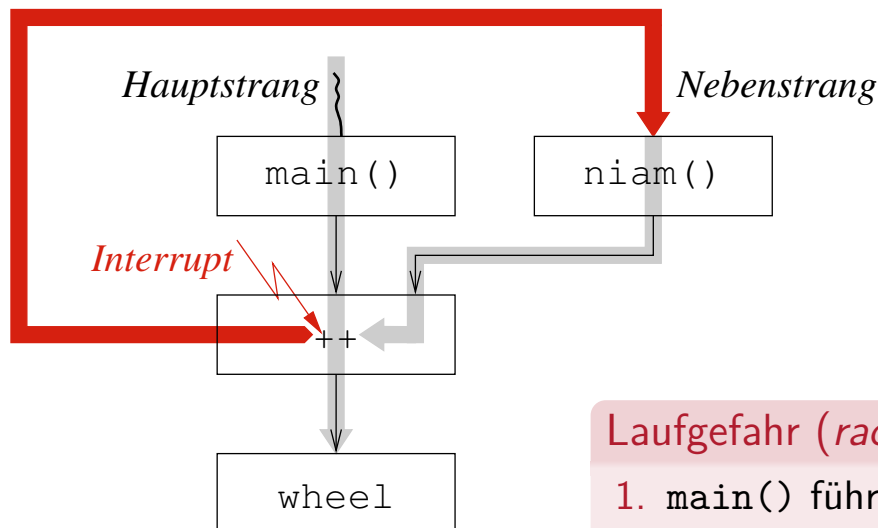 Hauptstrang
Nebenstrang
main()
niam()
Interrupt
++
wheel
Laufgefahr (
1. main() führ